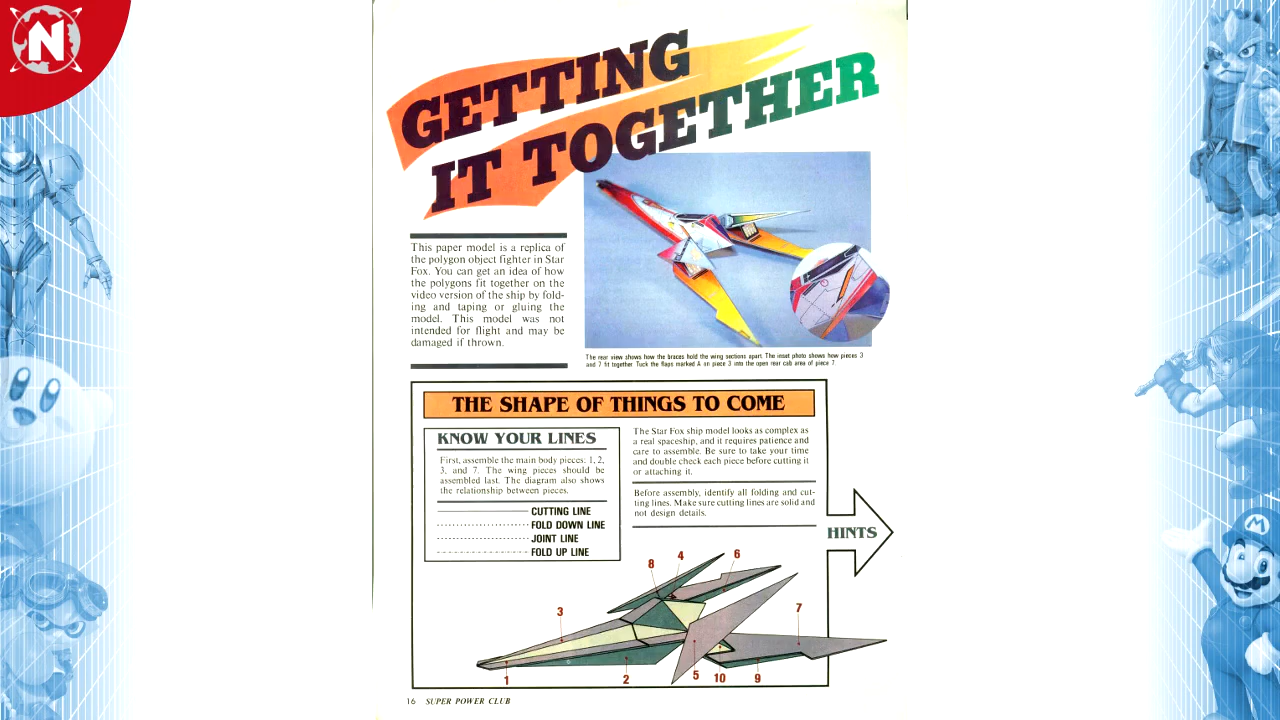 N
GETTING
IT TOGETHER
This paper model is a replica of
the polygon object fighter in Star
Fox. You can get an idea of how
the polygons fit together on the
video version of the ship by fold-
ing and taping or gluing the
model. This model was not
intended for flight and may be
damaged if thrown.
The rear view shows how the braces hold the wing sections apart. The inset photo shows how pieces 3
and 7 fit together. Tuck the flaps marked A on piece 3 into the open rear cab area of piece 7.
THE SHAPE OF THINGS TO COME
KNOW YOUR LINES
First, assemble the main body pieces: 1, 2,
3, and 7. The wing pieces should be
assembled last. The diagram also shows
the relationship between pieces.
CUTTING LINE
FOLD DOWN LINE
JOINT LINE
FOLD UP LINE
The Star Fox ship model looks as complex as
a real spaceship, and it requires patience and
care to assemble. Be sure to take your time
and double check each piece before cutting it
or attaching it.
Before assembly, identify all folding and cut-
ting lines. Make sure cutting lines are solid and
not design details.
HINTS
8 4 6
3 7
1 2 5 10 9
16 SUPER POWER CLUB
M